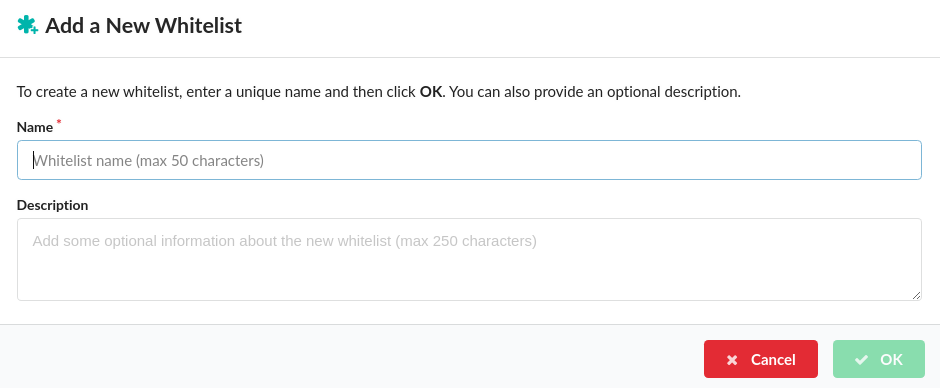 Add a New Whitelist
To create a new whitelist, enter a unique name and then click OK. You can also provide an optional description.
Name *
Whitelist name (max 50 characters)
Description
Add some optional information about the new whitelist (max 250 characters)
Cancel OK